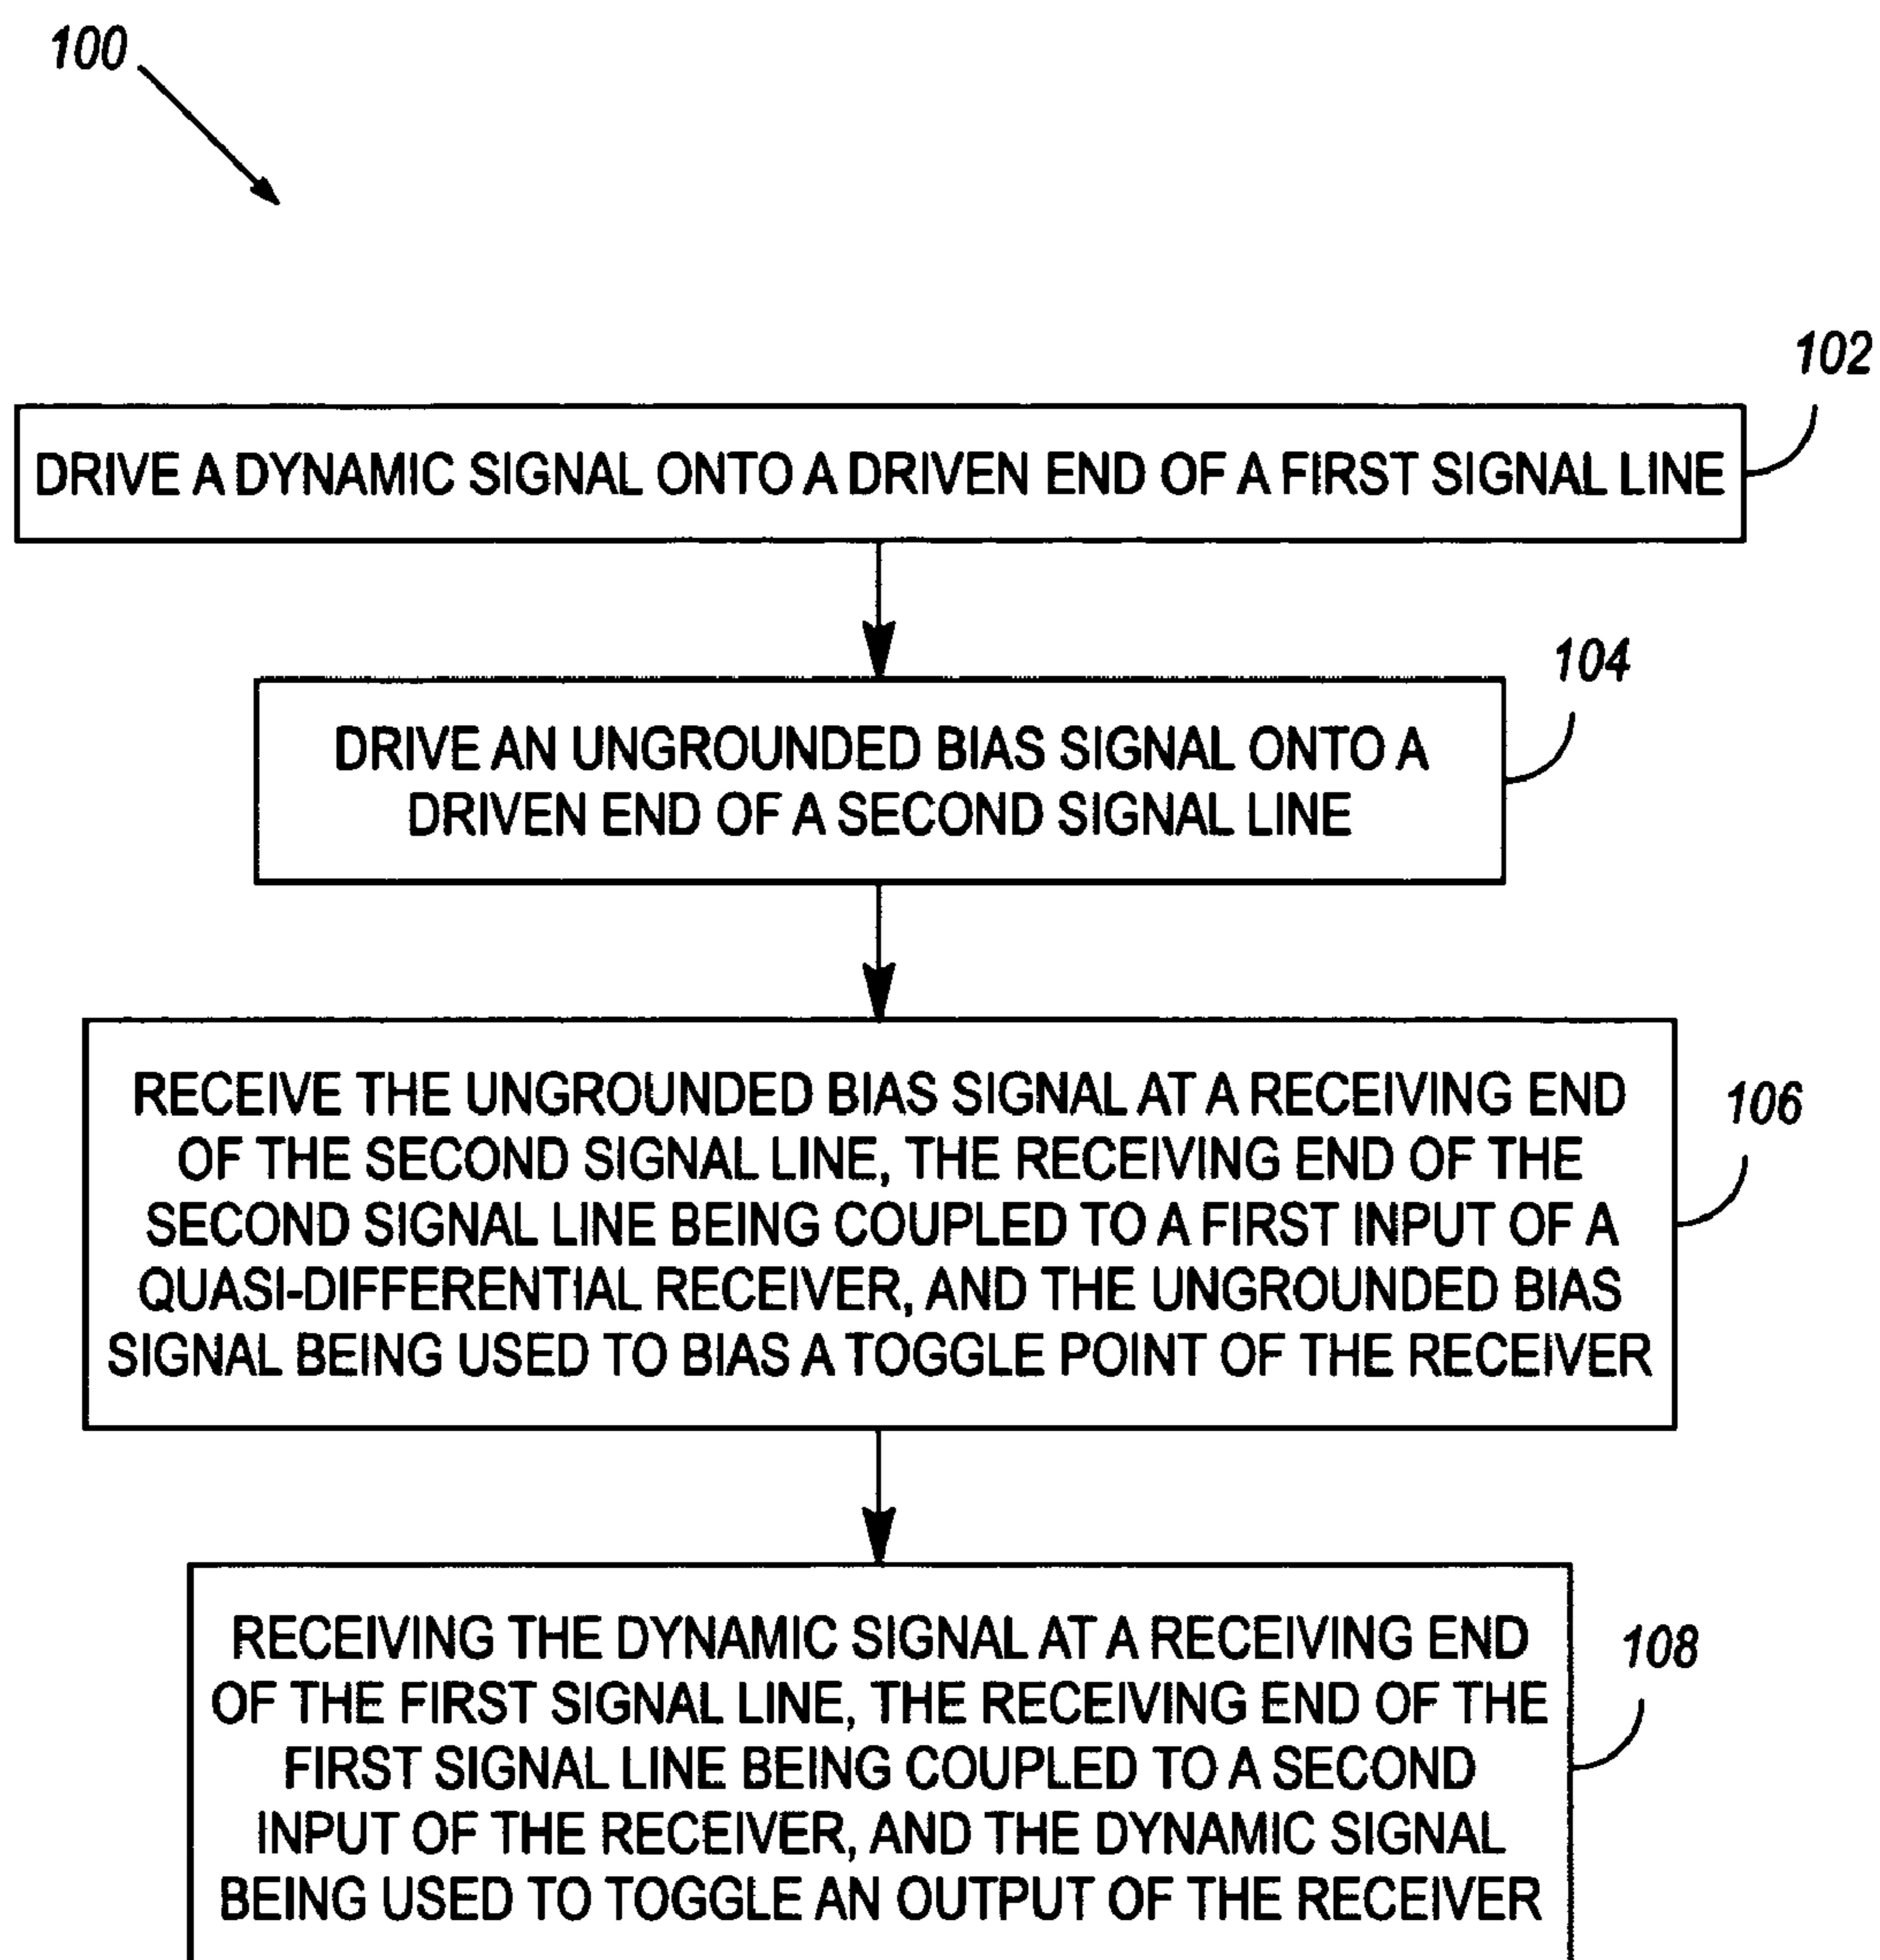 100
102
DRIVE A DYNAMIC SIGNAL ONTO A DRIVEN END OF A FIRST SIGNAL LINE
104
DRIVE AN UNGROUNDED BIAS SIGNAL ONTO A
DRIVEN END OF A SECOND SIGNAL LINE
106
RECEIVE THE UNGROUNDED BIAS SIGNAL AT A RECEIVING END
OF THE SECOND SIGNAL LINE, THE RECEIVING END OF THE
SECOND SIGNAL LINE BEING COUPLED TO A FIRST INPUT OF A
QUASI-DIFFERENTIAL RECEIVER, AND THE UNGROUNDED BIAS
SIGNAL BEING USED TO BIAS A TOGGLE POINT OF THE RECEIVER
108
RECEIVING THE DYNAMIC SIGNAL AT A RECEIVING END
OF THE FIRST SIGNAL LINE, THE RECEIVING END OF THE
FIRST SIGNAL LINE BEING COUPLED TO A SECOND
INPUT OF THE RECEIVER, AND THE DYNAMIC SIGNAL
BEING USED TO TOGGLE AN OUTPUT OF THE RECEIVER